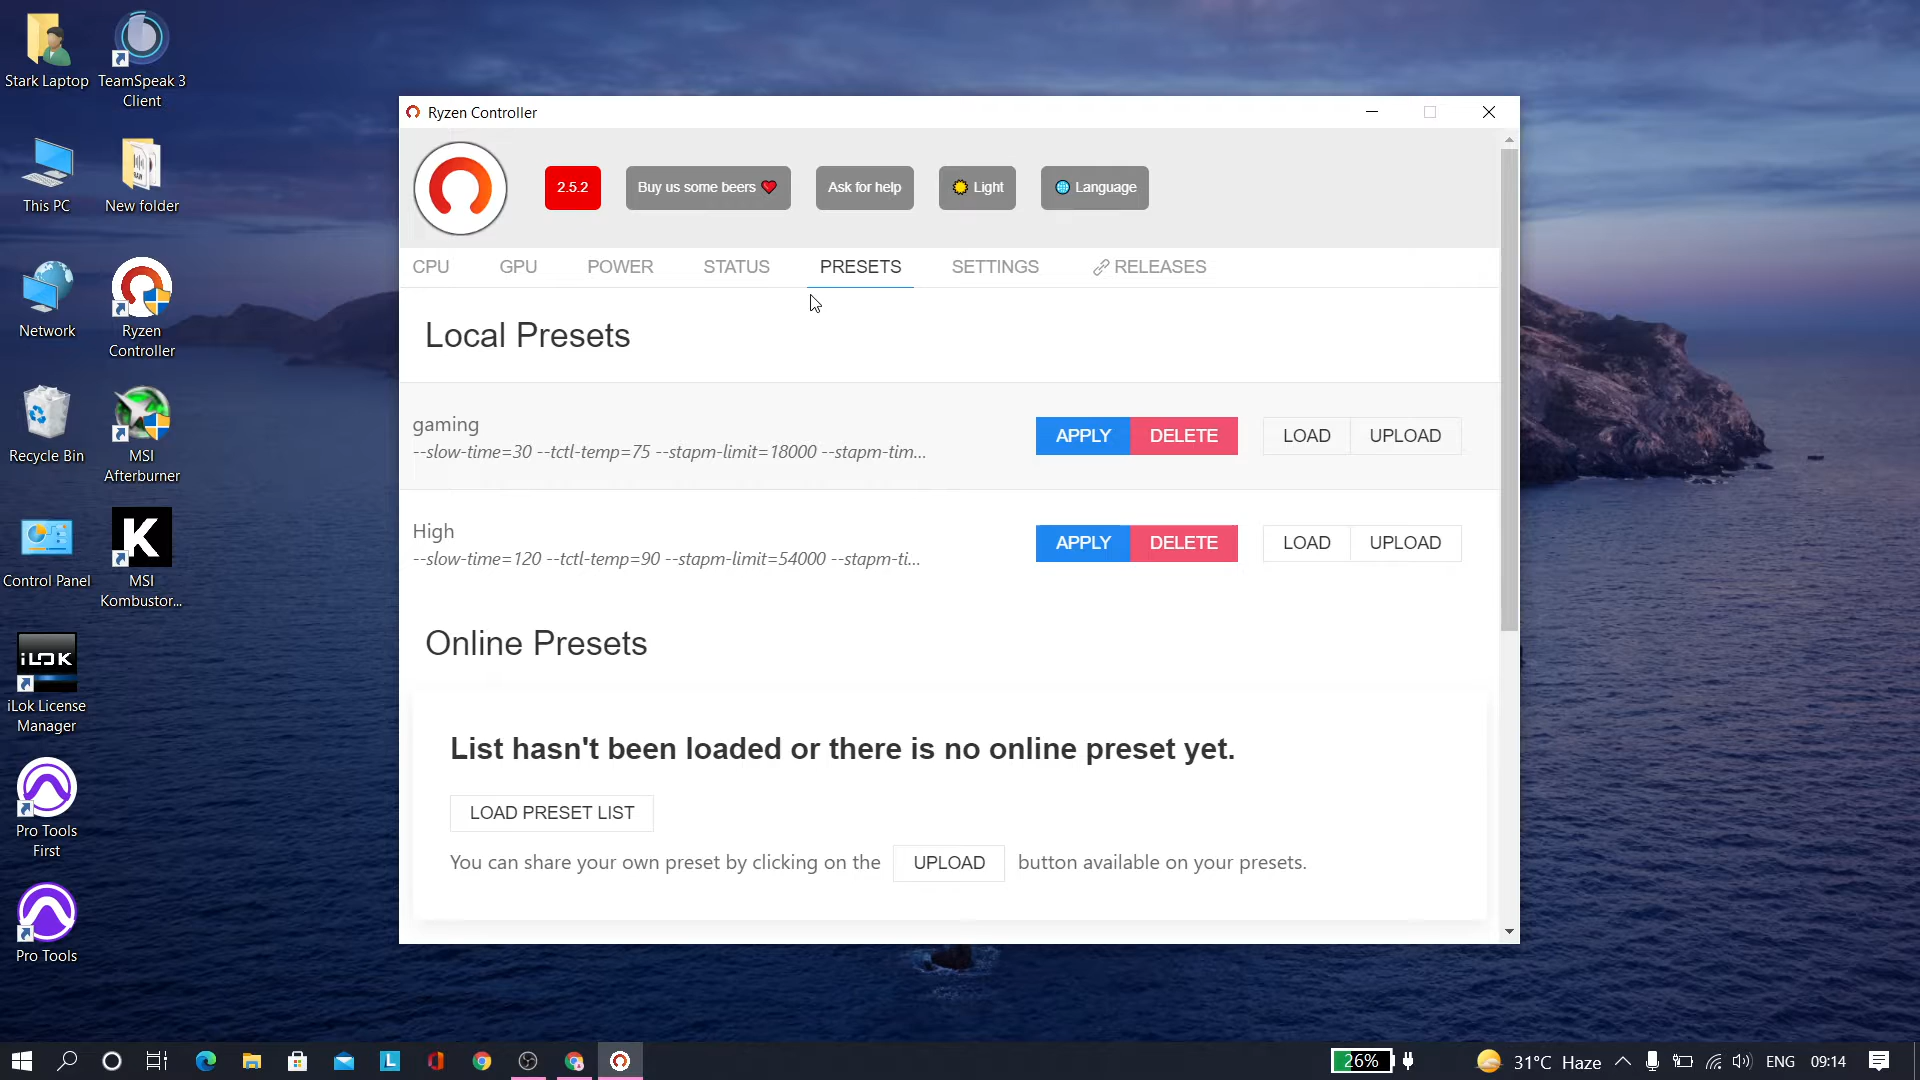 Stark Laptop
TeamSpeak 3
Client
This PC
New folder
Network
Ryzen
Controller
Recycle Bin
MSI
Afterburner
Control Panel
K
MSI
Kombustor...
iLOK
iLok License
Manager
Pro Tools
First
Pro Tools
Ryzen Controller
2.5.2
Buy us some beers
Ask for help
Light
Language
CPU
GPU
POWER
STATUS
PRESETS
SETTINGS
RELEASES
Local Presets
gaming
--slow-time=30 --tctl-temp=75 --stapm-limit=18000 --stapm-tim...
APPLY
DELETE
LOAD
UPLOAD
High
--slow-time=120 --tctl-temp=90 --stapm-limit=54000 --stapm-ti...
APPLY
DELETE
LOAD
UPLOAD
Online Presets
List hasn't been loaded or there is no online preset yet.
LOAD PRESET LIST
You can share your own preset by clicking on the UPLOAD button available on your presets.
L
26%
31°C Haze
ENG
09:14